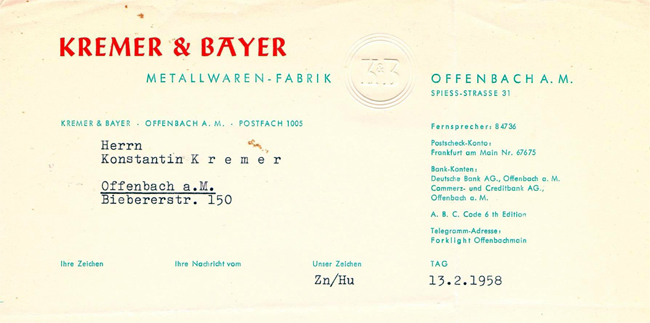 KREMER & BAYER
METALLWAREN-FABRIK
OFFENBACH A. M.
SPIESS-STRASSE 31
KREMER & BAYER · OFFENBACH A. M. · POSTFACH 1005
Herrn
Konstantin K r e m e r
Offenbach a.M.
Biebererstr. 150
Fernsprecher: 84736
Postscheck-Konto:
Frankfurt am Main Nr. 67675
Bank-Konten:
Deutsche Bank AG., Offenbach a. M.
Commerz- und Creditbank AG.,
Offenbach a. M.
A. B. C. Code 6 th Edition
Telegramm-Adresse:
Forklight Offenbachmain
Ihre Zeichen
Ihre Nachricht vom
Unser Zeichen
TAG
Zn/Hu
13.2.1958